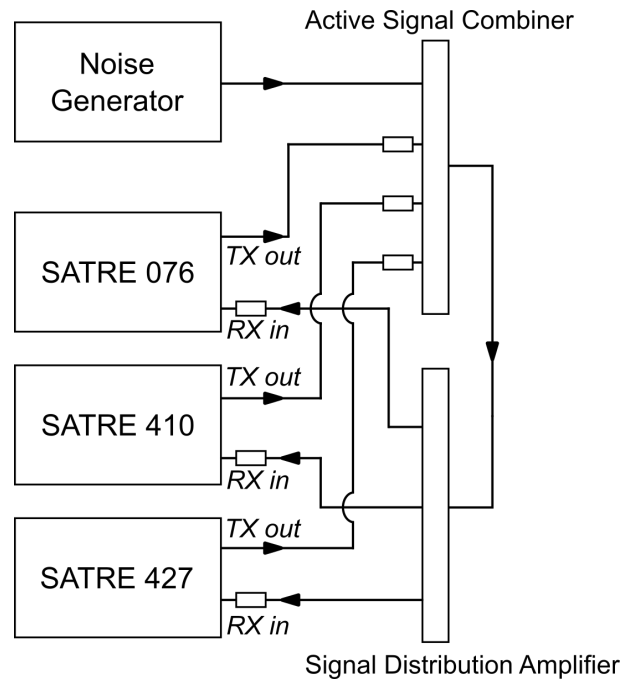 Active Signal Combiner
Noise
Generator
TX out
SATRE 076
RX in
TX out
SATRE 410
RX in
TX out
SATRE 427
RX in
Signal Distribution Amplifier